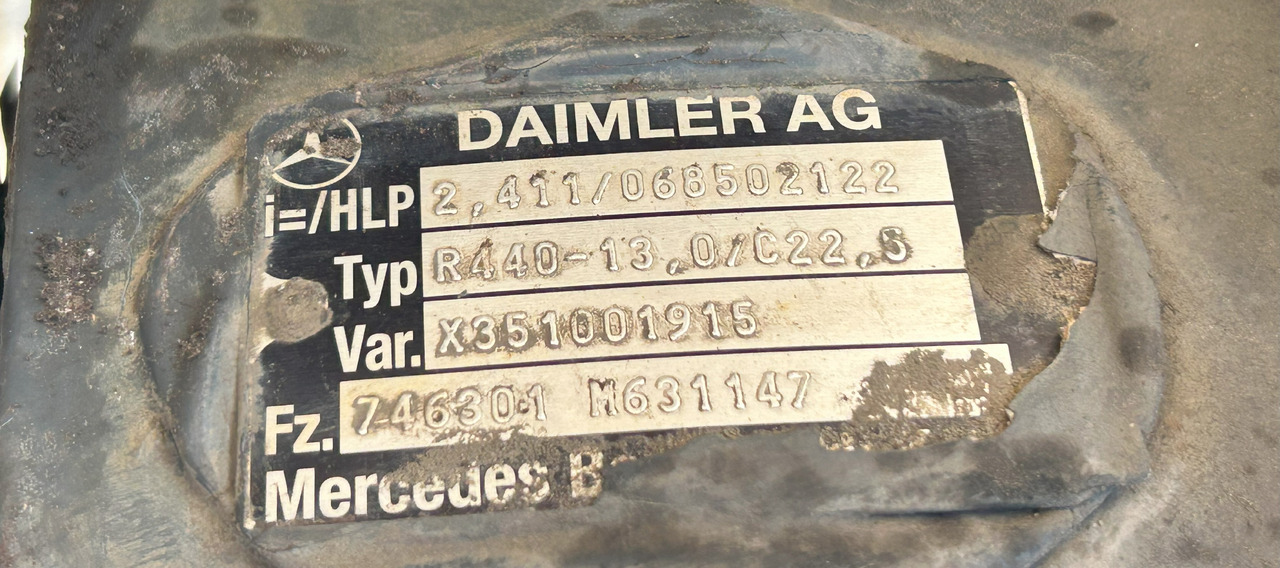 DAIMLER AG
i=/HLP 2,411/068502122
Typ R440-13,0/C22,5
Var. X351001915
Fz. 746301 M631147
Mercedes B